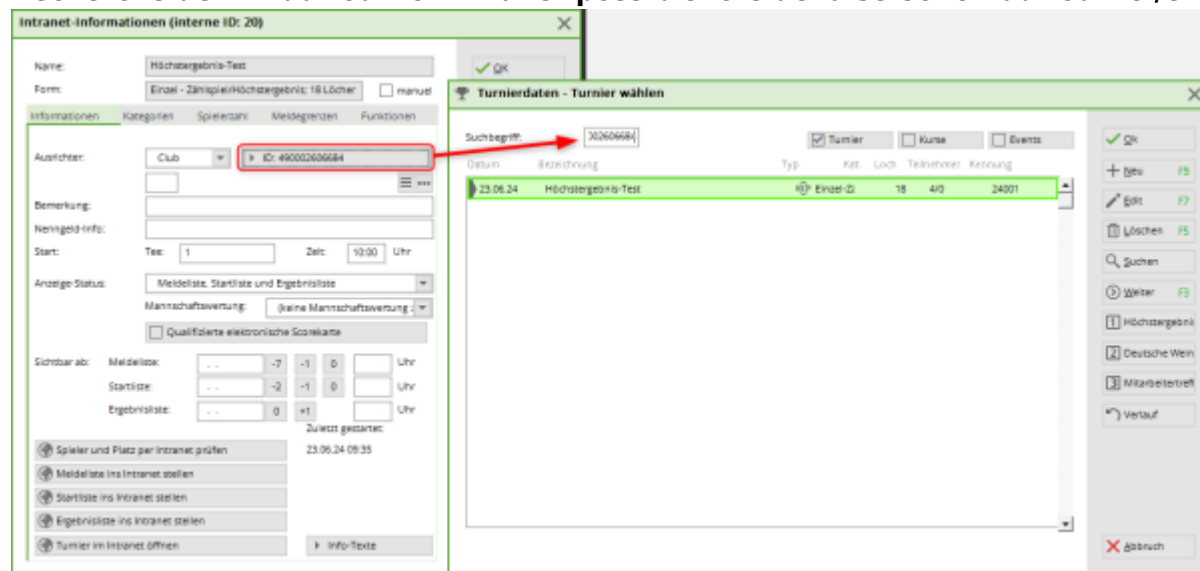 Intranet-Informationen (interne ID: 20)
Name: Höchstergebnis-Test
Form: Einzel - Zählspiel/Höchstergebnis; 18 Löcher manuel
Informationen Kategorien Spielerzahl Meldegrenzen Funktionen
Ausrichter: Club ID: 490002606684
Bemerkung:
Nenngeld-Info:
Start: Tee: 1 Zeit: 10:00 Uhr
Anzeige-Status: Meldeliste, Startliste und Ergebnisliste
Mannschaftswertung: (keine Mannschaftswertung
Qualifizierte elektronische Scorekarte
Sichtbar ab: Meldeliste: -7 -1 0 Uhr
Startliste: -2 -1 0 Uhr
Ergebnisliste: 0 +1 Uhr
Zuletzt gestartet:
Spieler und Platz per Intranet prüfen 23.06.24 09:35
Meldeliste ins Intranet stellen
Startliste ins Intranet stellen
Ergebnisliste ins Intranet stellen
Turnier im Intranet öffnen Info-Texte
OK
Turnierdaten - Turnier wählen
Suchbegriff: Turnier Kurse Events
Datum Bezeichnung Typ Kat. Loch Teilnehmer Kennung
23.06.24 Höchstergebnis-Test Einzel-Zi 18 4/0 24001
Ok
Neu F9
Edit F7
Löschen F5
Suchen
Weiter F3
1 Höchstergebni
2 Deutsche Wein
3 Mitarbeitertreff
Verlauf
Abbruch